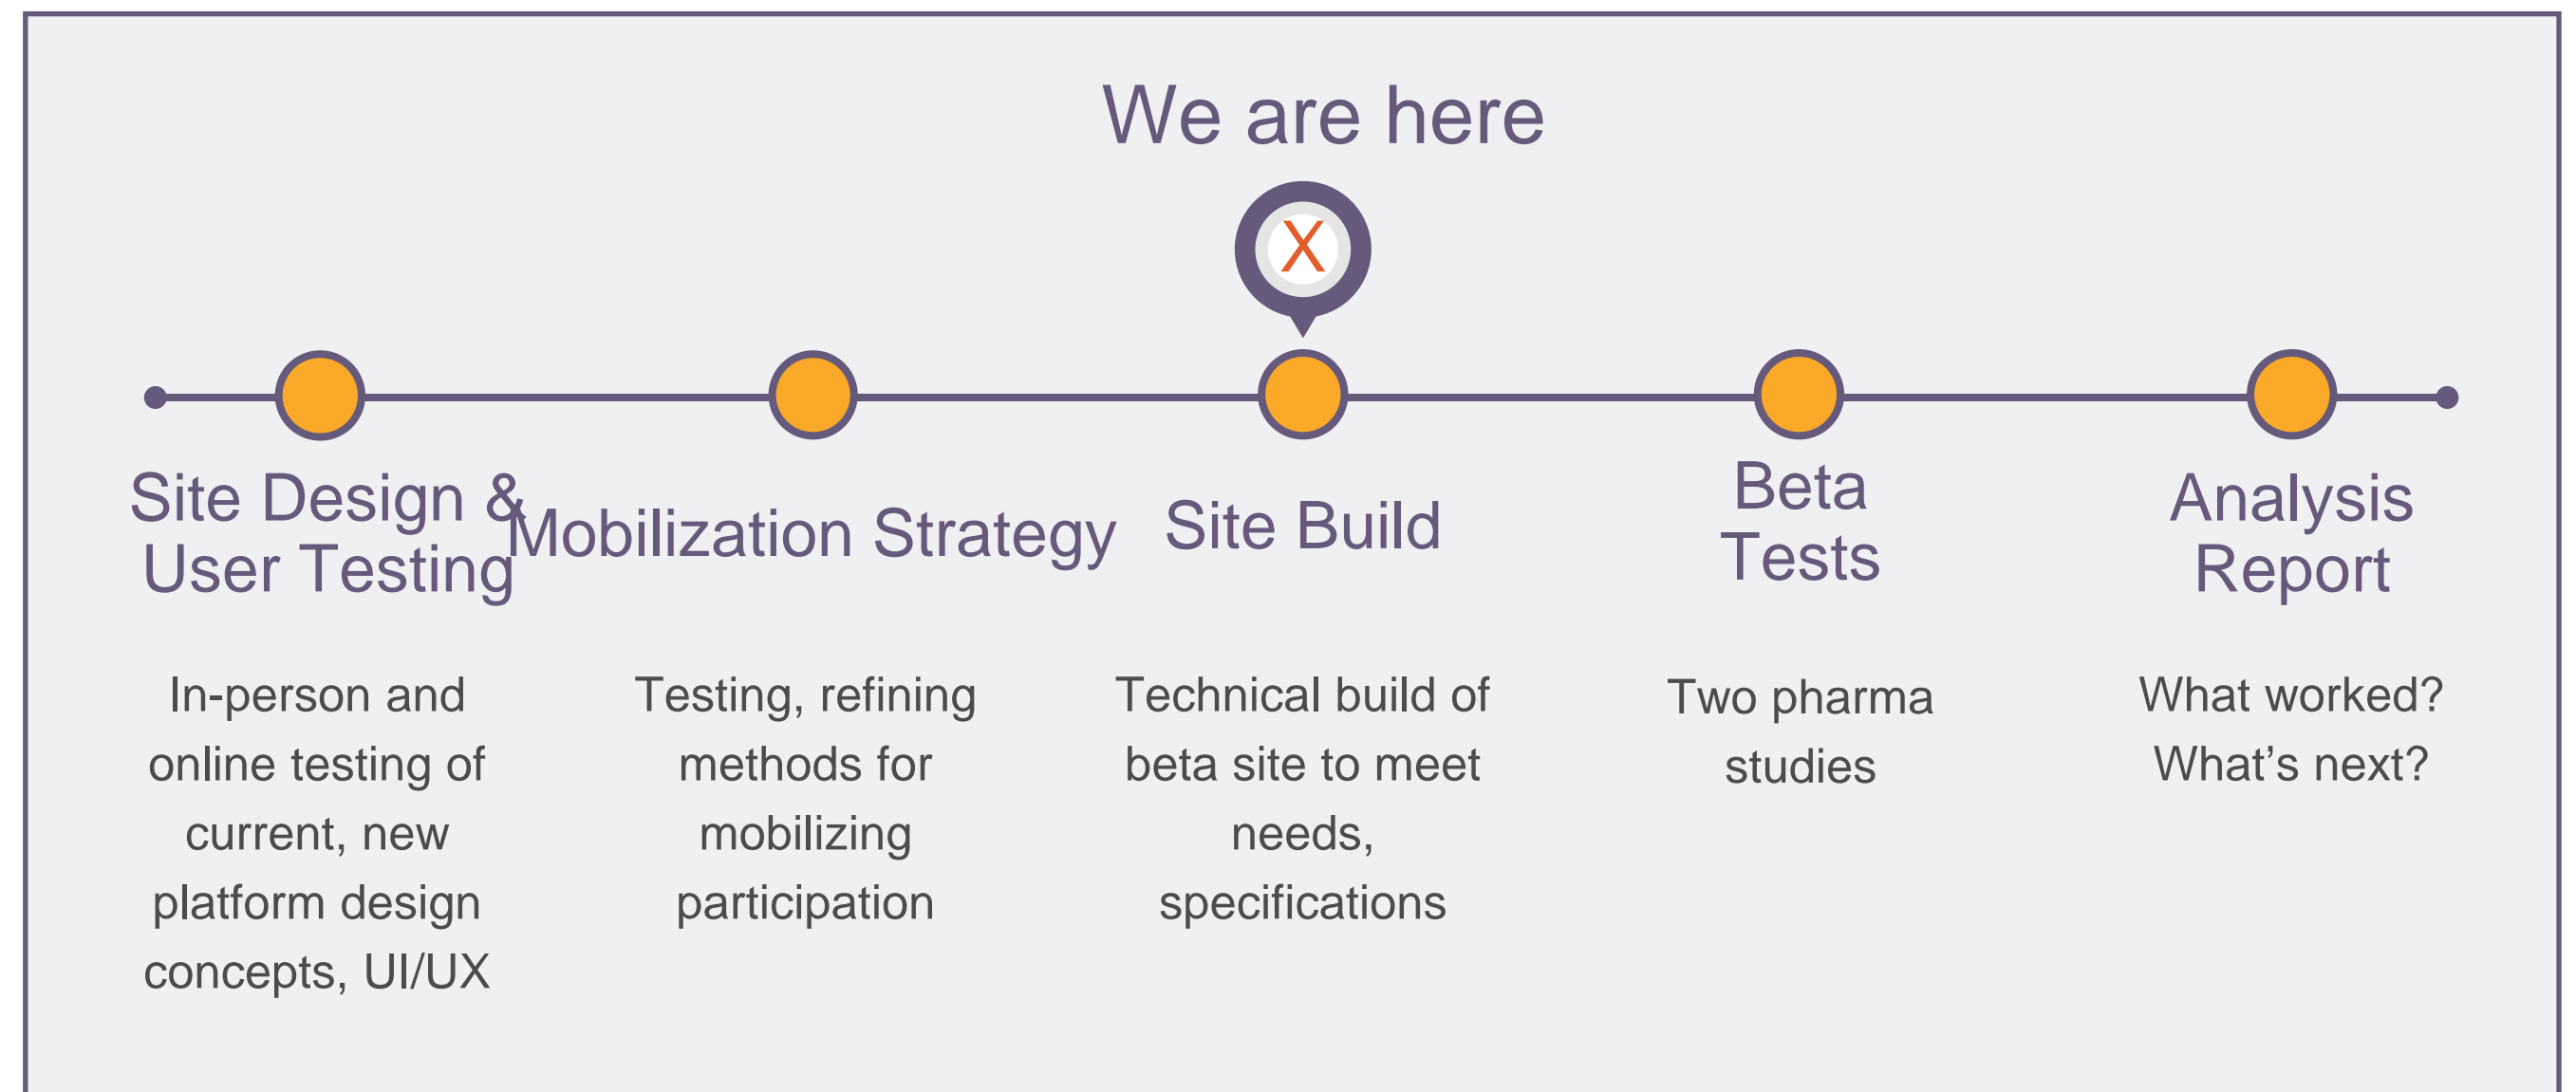 We are here
X
Site Design &
User Testing
Mobilization Strategy
Site Build
Beta
Tests
Analysis
Report
In-person and
online testing of
current, new
platform design
concepts, UI/UX
Testing, refining
methods for
mobilizing
participation
Technical build of
beta site to meet
needs,
specifications
Two pharma
studies
What worked?
What’s next?